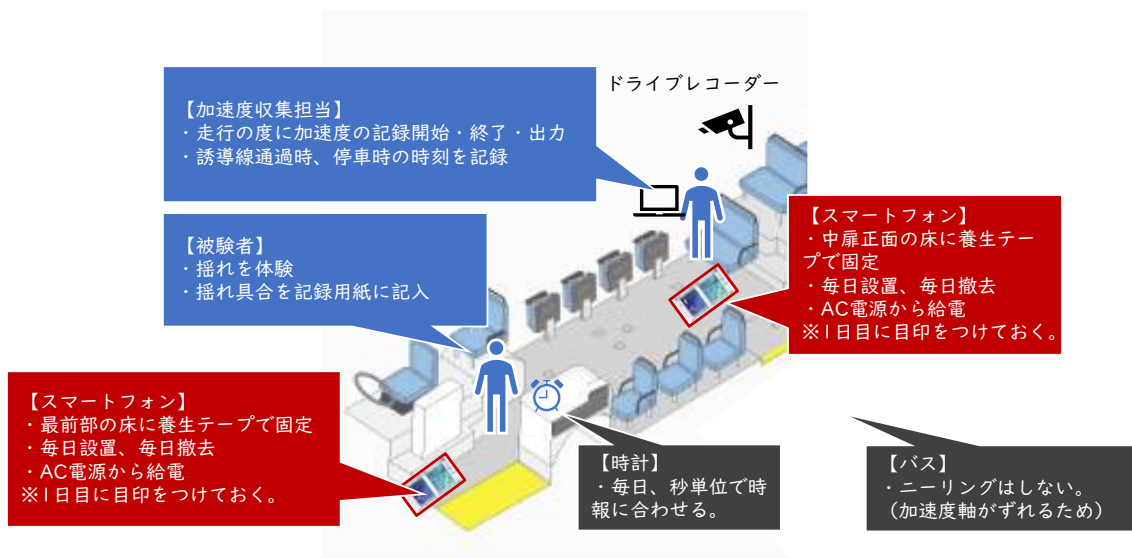 ドライブレコーダー
【加速度収集担当】
・走行の度に加速度の記録開始・終了・出力
・誘導線通過時、停車時の時刻を記録
【被験者】
・揺れを体験
・揺れ具合を記録用紙に記入
【スマートフォン】
・中扉正面の床に養生テー
プで固定
・毎日設置、毎日撤去
・AC電源から給電
※1日目に目印をつけておく。
【スマートフォン】
・最前部の床に養生テープで固定
・毎日設置、毎日撤去
・AC電源から給電
※1日目に目印をつけておく。
【時計】
・毎日、秒単位で時
報に合わせる。
【バス】
・ニーリングはしない。
（加速度軸がずれるため）